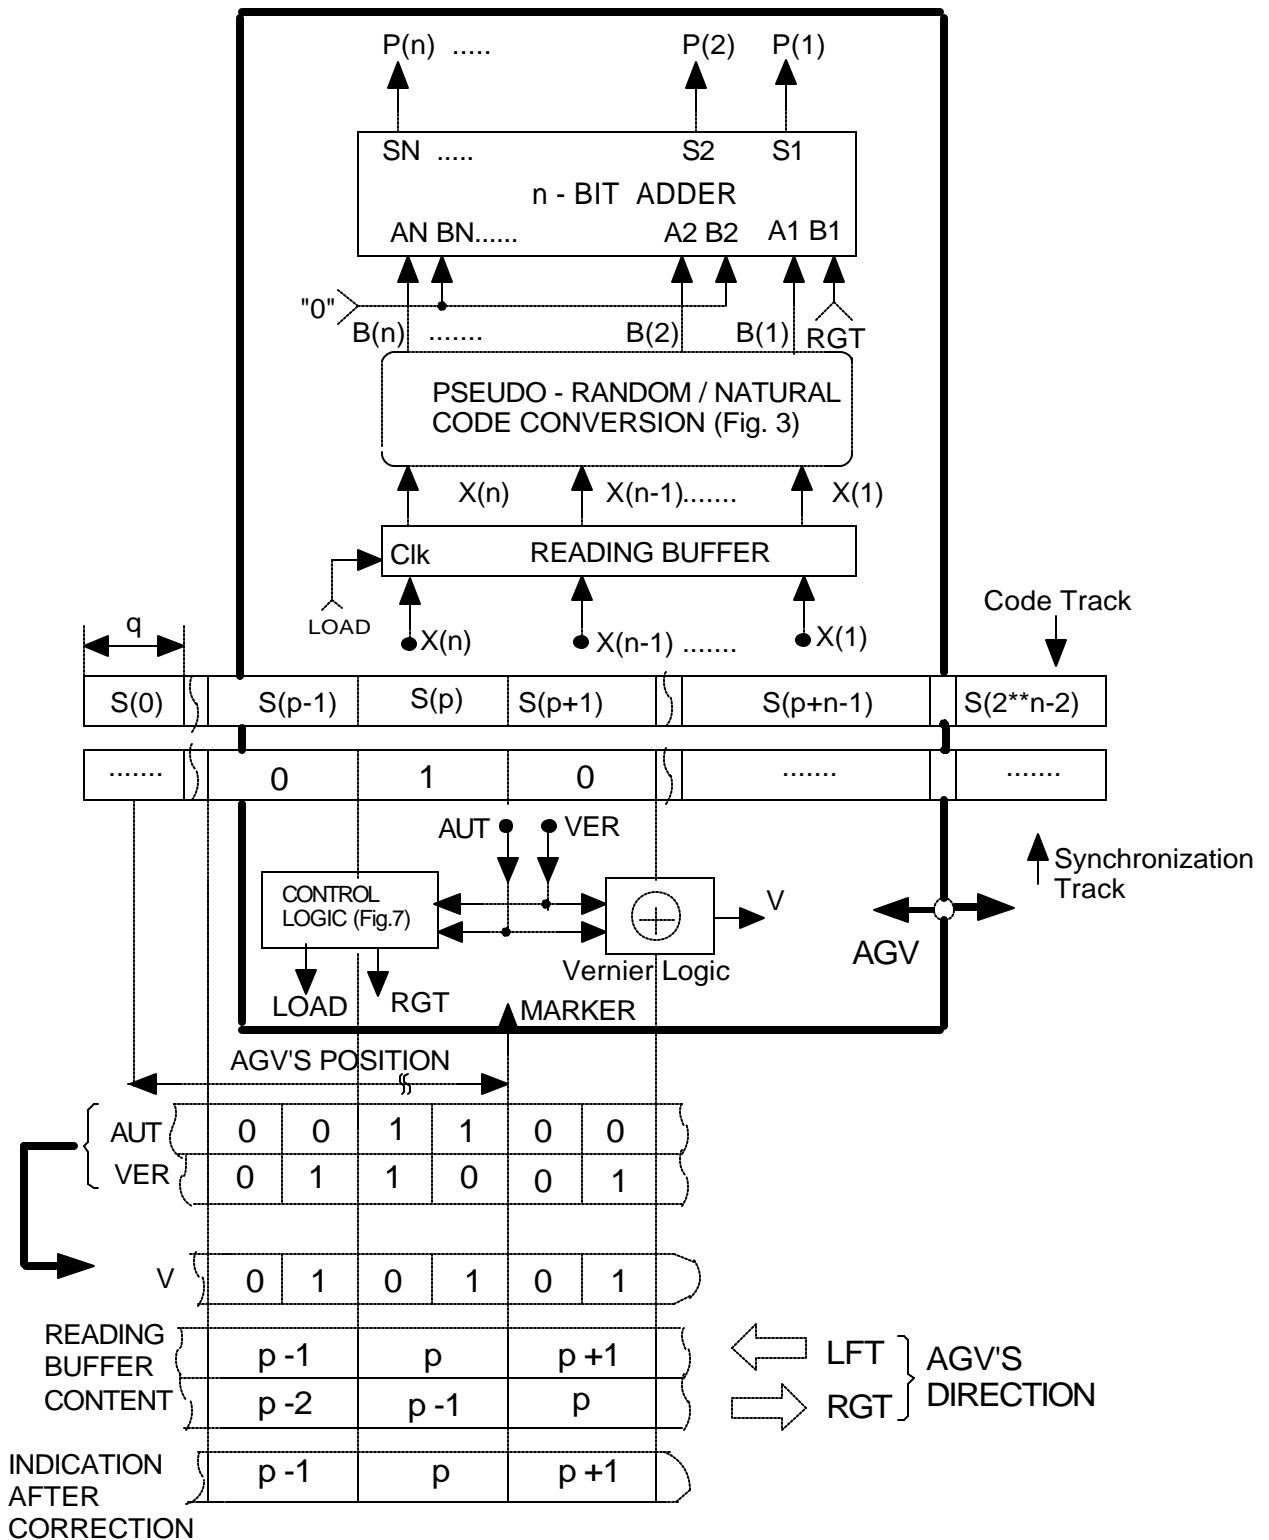 P(n) ..... P(2) P(1)
SN ..... S2 S1
n - BIT ADDER
AN BN...... A2 B2 A1 B1
"0"
B(n) ....... B(2) B(1) RGT
PSEUDO - RANDOM / NATURAL
CODE CONVERSION (Fig. 3)
X(n) X(n-1)....... X(1)
Clk READING BUFFER
LOAD
X(n) X(n-1) ....... X(1)
Code Track
q
S(0) S(p-1) S(p) S(p+1) S(p+n-1) S(2**n-2)
....... 0 1 0 ....... .......
AUT VER
Synchronization
Track
CONTROL
LOGIC (Fig.7)
V
Vernier Logic
AGV
LOAD RGT
MARKER
AGV'S POSITION
AUT 0 0 1 1 0 0
VER 0 1 1 0 0 1
V 0 1 0 1 0 1
READING
BUFFER
CONTENT
p -1 p p +1
p -2 p -1 p
LFT
RGT
AGV'S
DIRECTION
INDICATION
AFTER
CORRECTION
p -1 p p +1